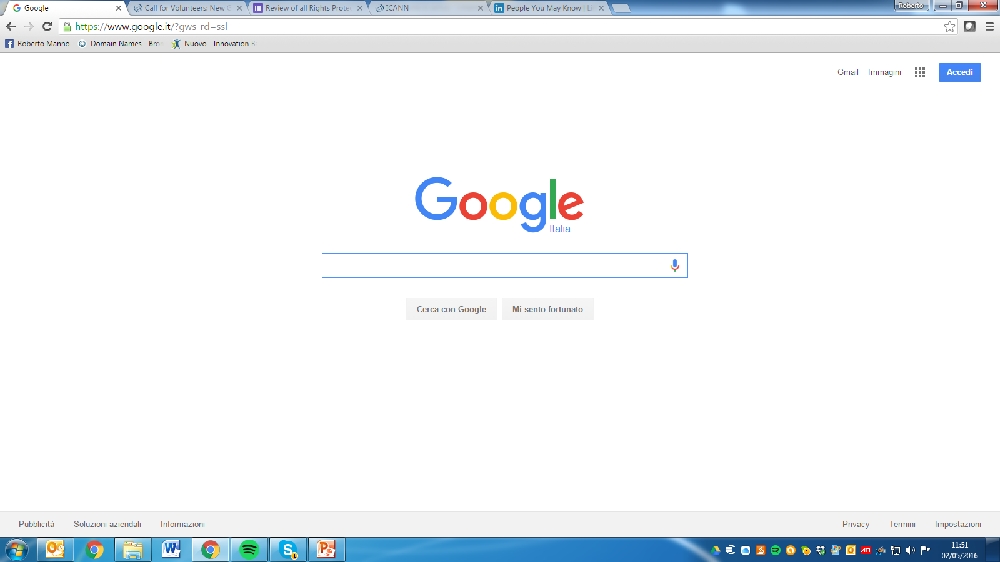 Google
Call for Volunteers: New G
Review of all Rights Prote
ICANN
People You May Know | Li
Roberto
https://www.google.it/?gws_rd=ssl
Roberto Manno
Domain Names - Bro
Nuovo - Innovation B
Gmail
Immagini
Accedi
Google
Italia
Cerca con Google
Mi sento fortunato
Pubblicità
Soluzioni aziendali
Informazioni
Privacy
Termini
Impostazioni
11:51
02/05/2016